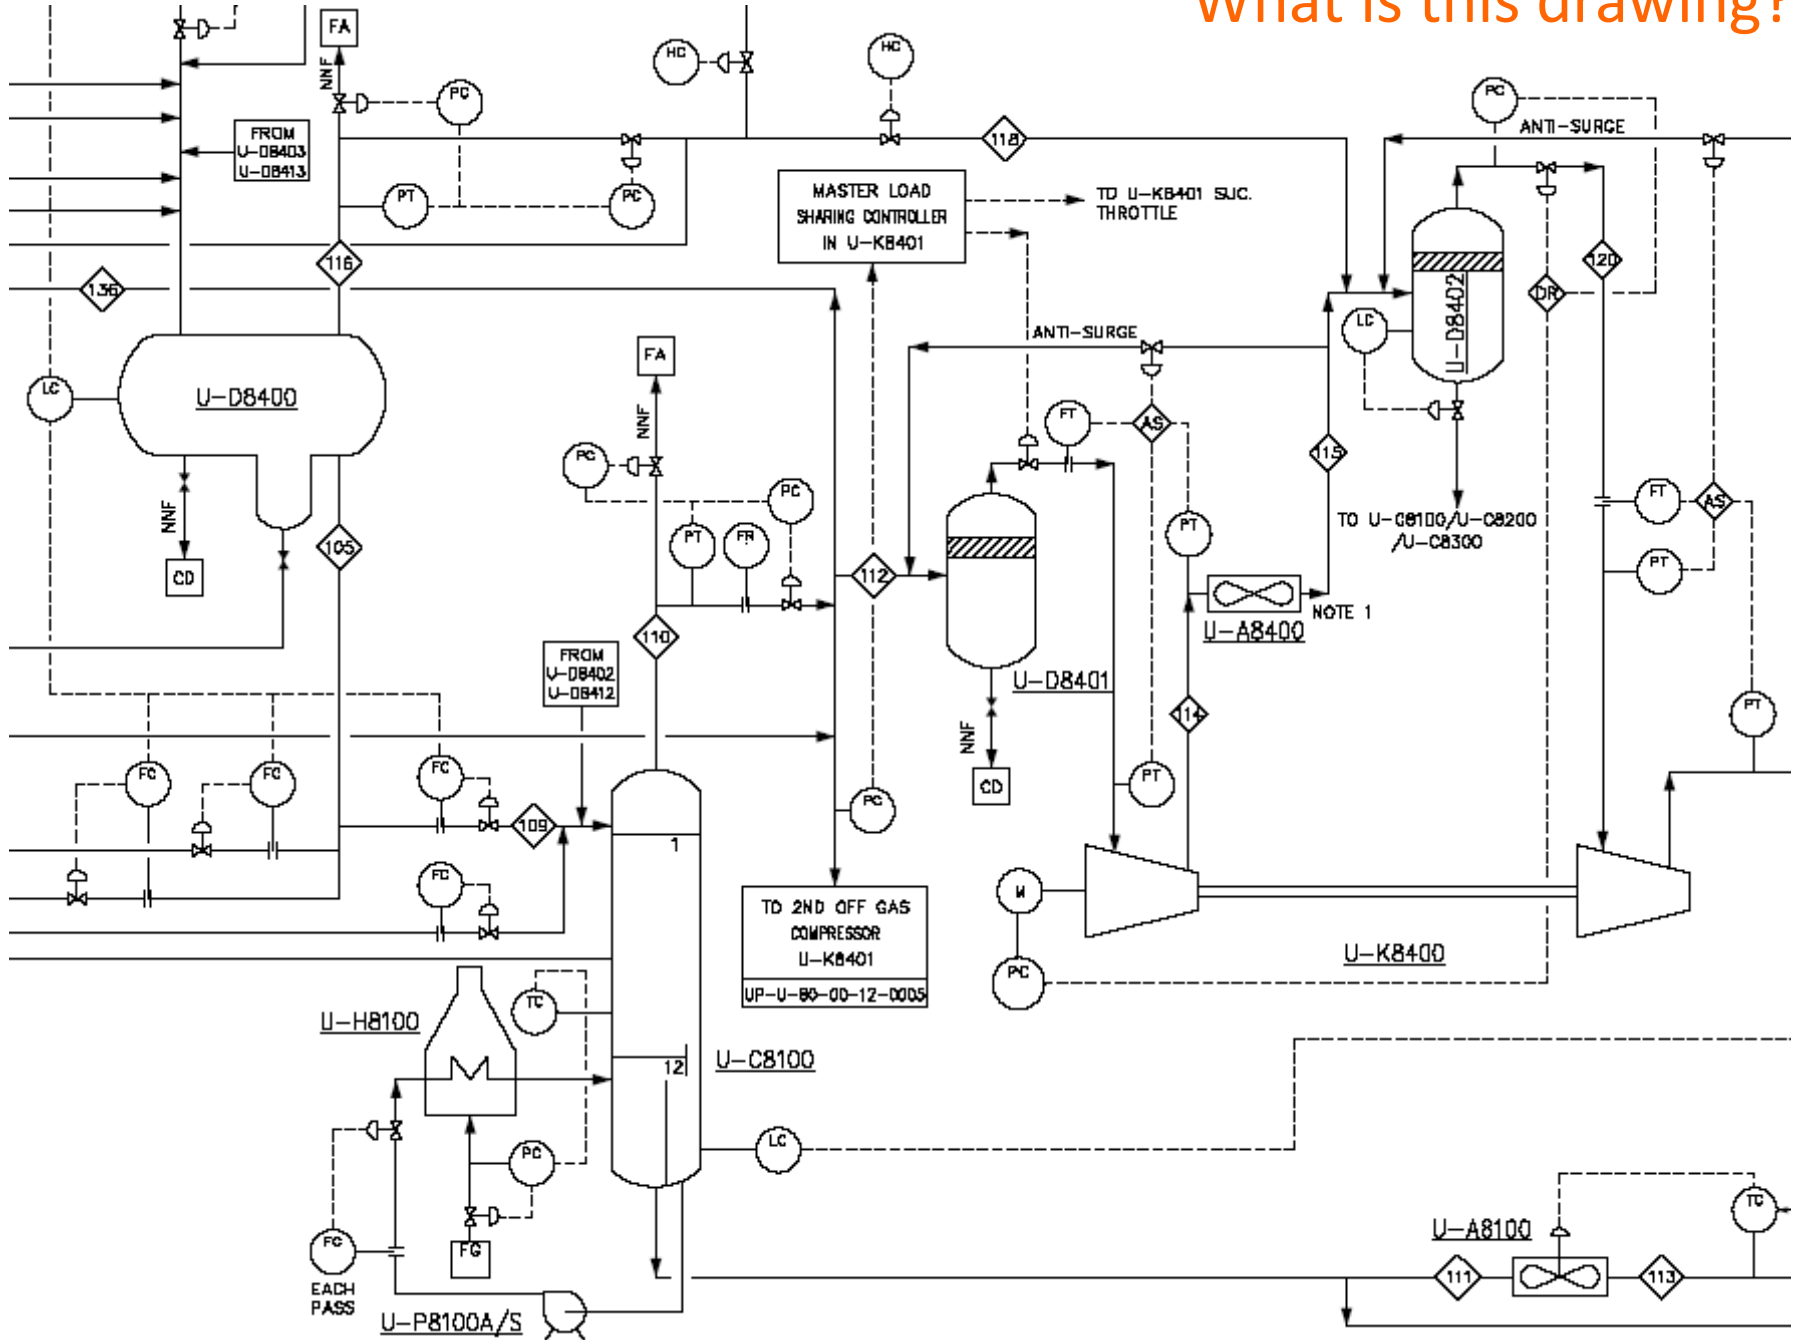 What is this drawing?
FA
HC
HC
NNF
PC
PC
ANTI-SURGE
118
FROM
U-D8403
U-D8413
PT
PC
MASTER LOAD
SHARING CONTROLLER
IN U-K8401
TO U-K8401 SUC.
THROTTLE
116
136
120
DR
U-D8402
LC
ANTI-SURGE
FA
LC
U-D8400
NNF
FT
AS
115
PC
PC
NNF
CD
105
PT
FR
112
PT
FT
AS
TO U-C8100/U-C8200
/U-C8300
PT
U-A8400
NOTE 1
110
FROM
U-D8402
U-D8412
U-D8401
114
PT
NNF
CD
FC
FC
FC
PT
PC
109
1
FC
M
TO 2ND OFF GAS
COMPRESSOR
U-K8401
UP-U-80-00-12-0005
U-K8400
PC
TC
U-H8100
12
U-C8100
LC
PC
TC
U-A8100
FC
FG
111
113
EACH
PASS
U-P8100A/S